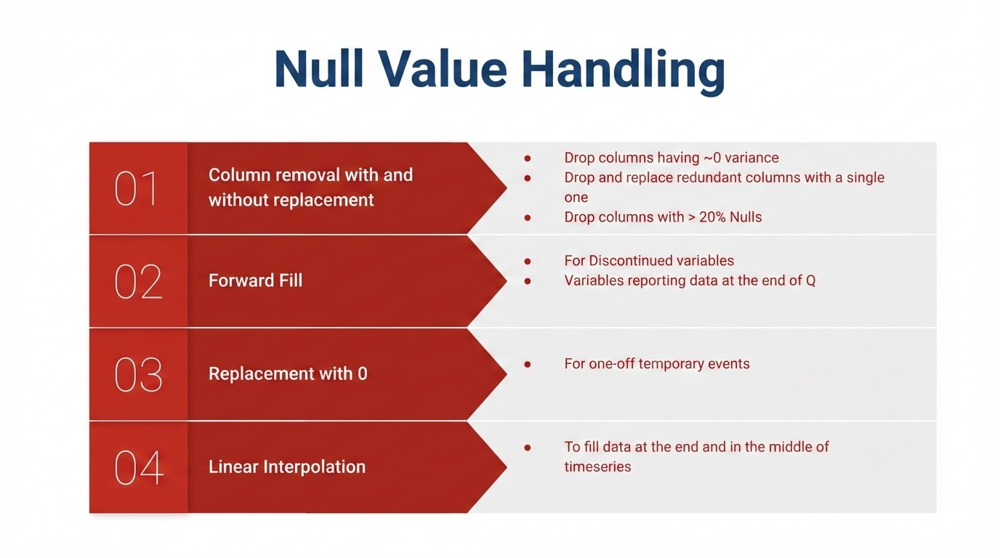 Null Value Handling
01
Column removal with and
without replacement
• Drop columns having ~0 variance
• Drop and replace redundant columns with a single
one
• Drop columns with > 20% Nulls
02
Forward Fill
• For Discontinued variables
• Variables reporting data at the end of Q
03
Replacement with 0
• For one-off temporary events
04
Linear Interpolation
• To fill data at the end and in the middle of
timeseries